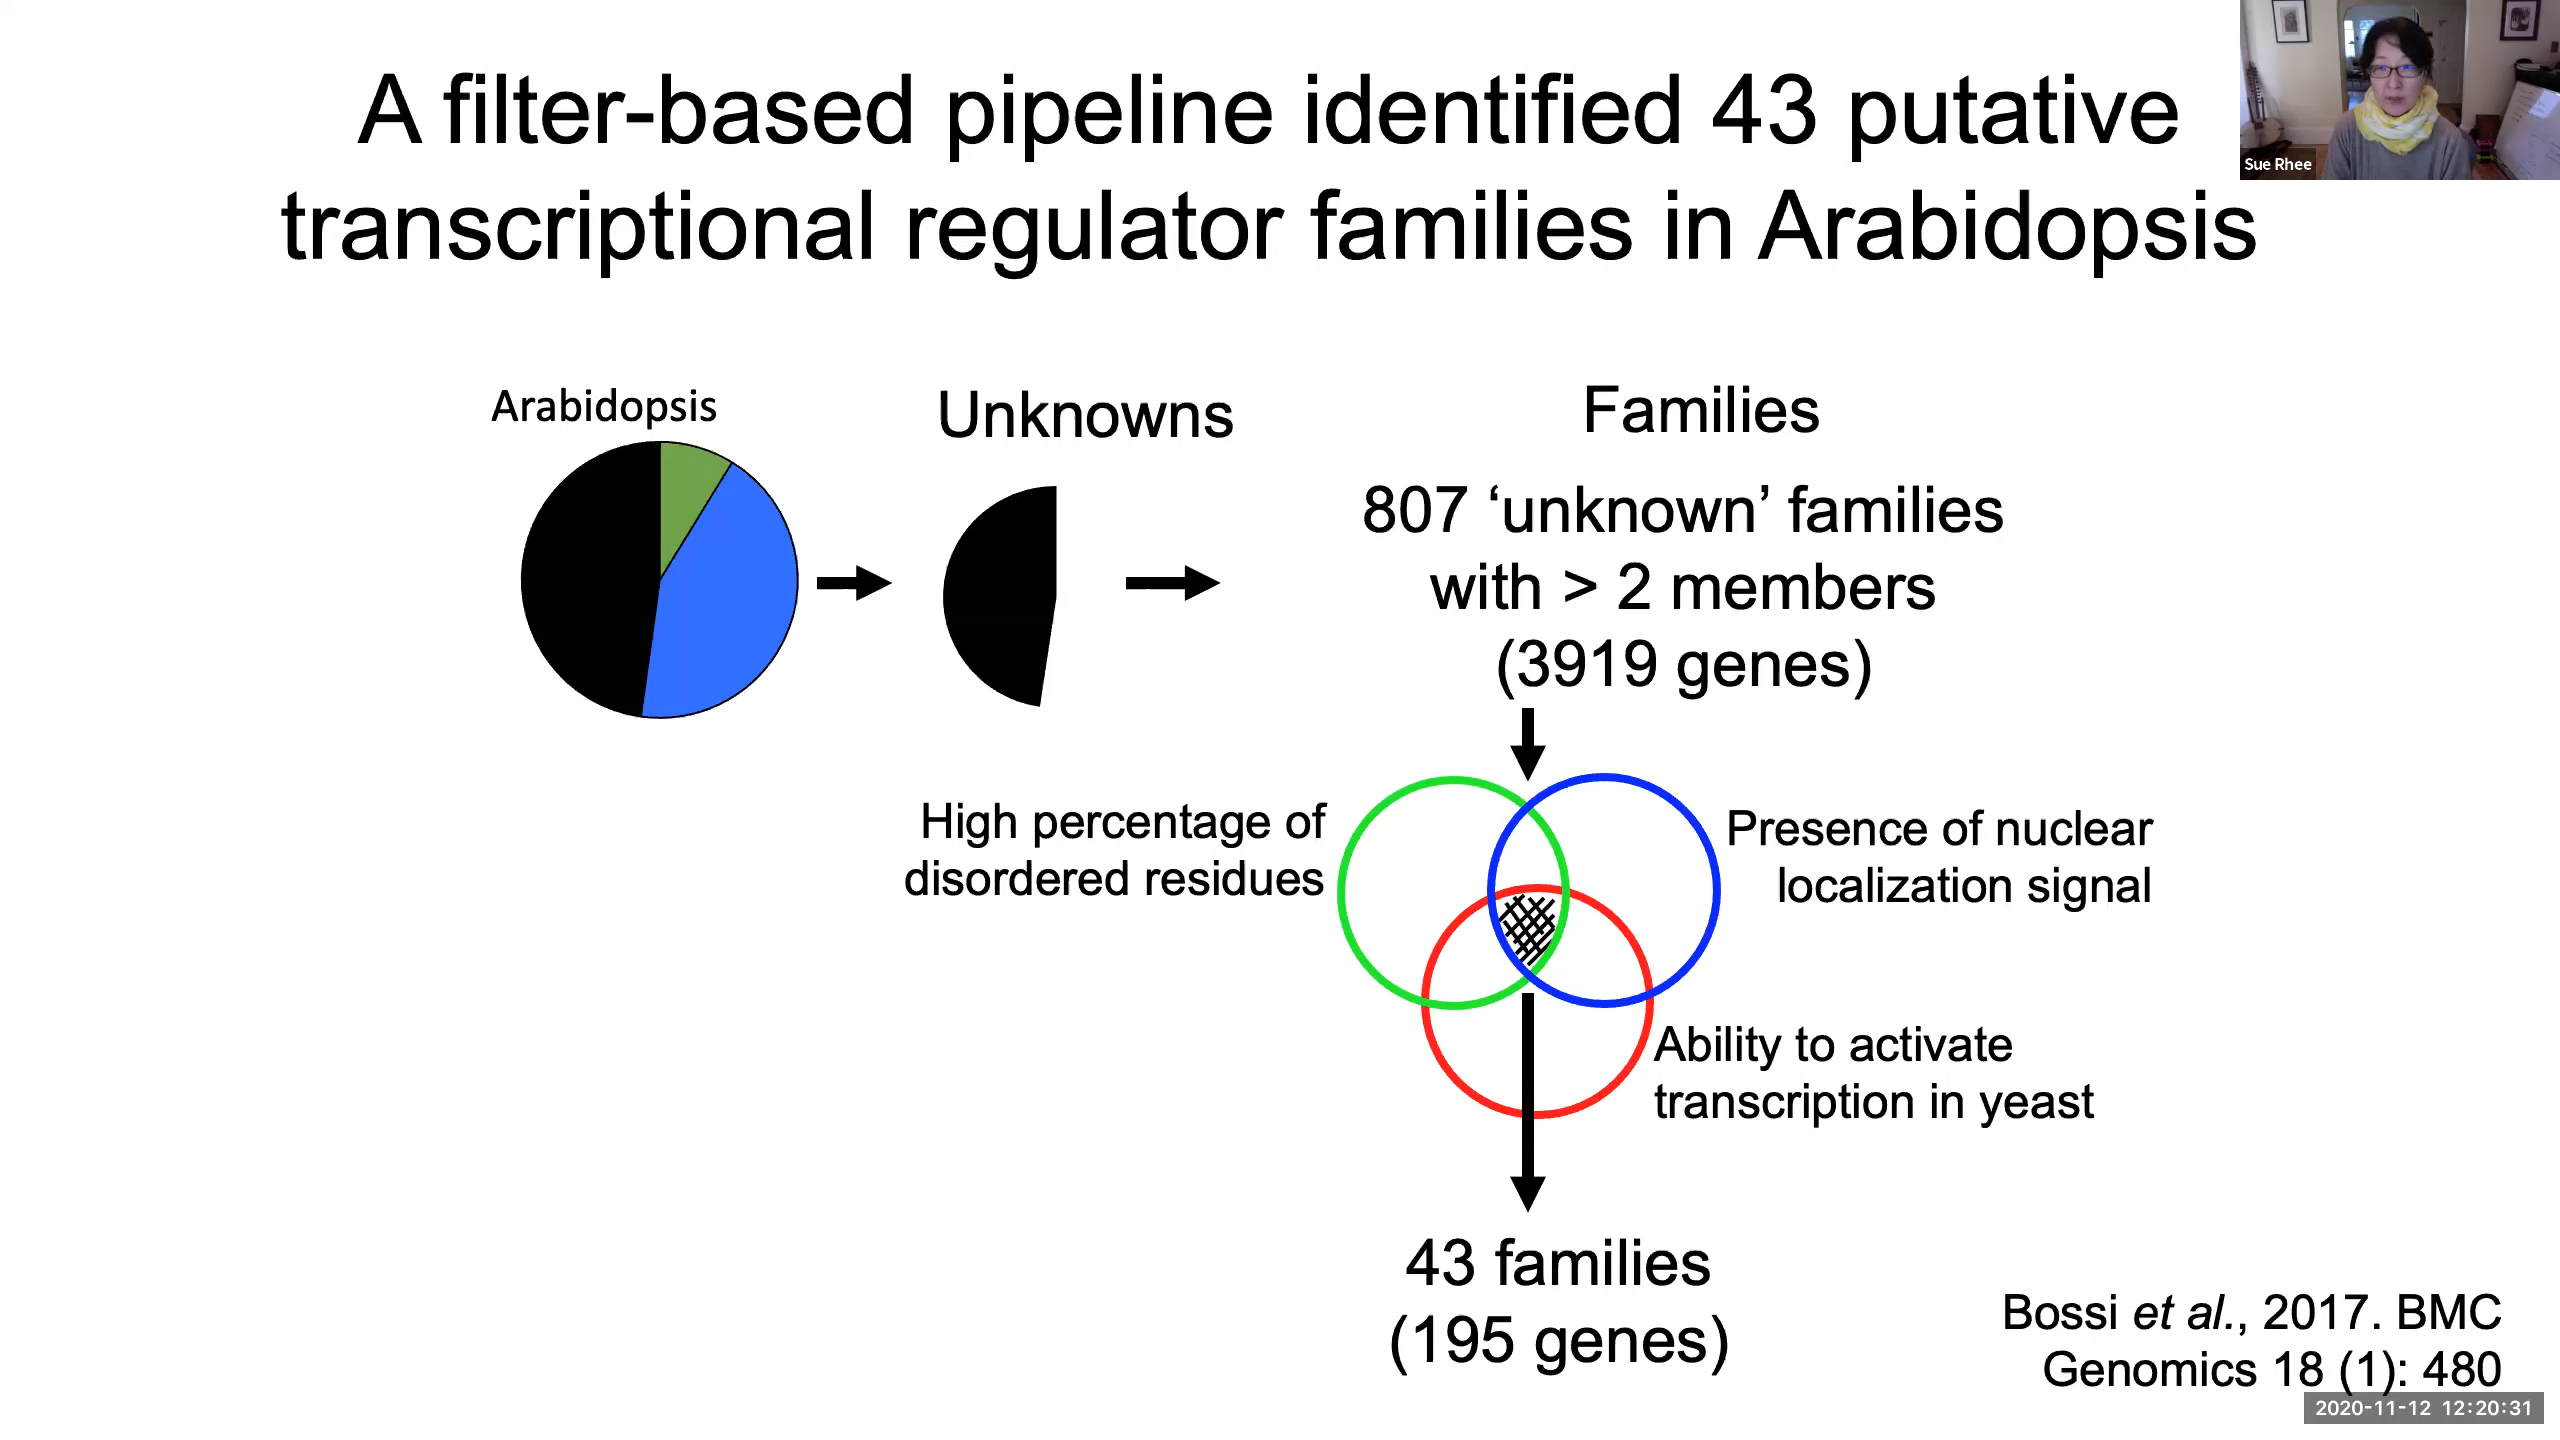 A filter-based pipeline identified 43 putative
transcriptional regulator families in Arabidopsis
Sue Rhee
Arabidopsis
Unknowns
Families
807 ‘unknown’ families
with > 2 members
(3919 genes)
High percentage of
disordered residues
Presence of nuclear
localization signal
Ability to activate
transcription in yeast
43 families
(195 genes)
Bossi et al., 2017. BMC
Genomics 18 (1): 480
2020-11-12 12:20:31